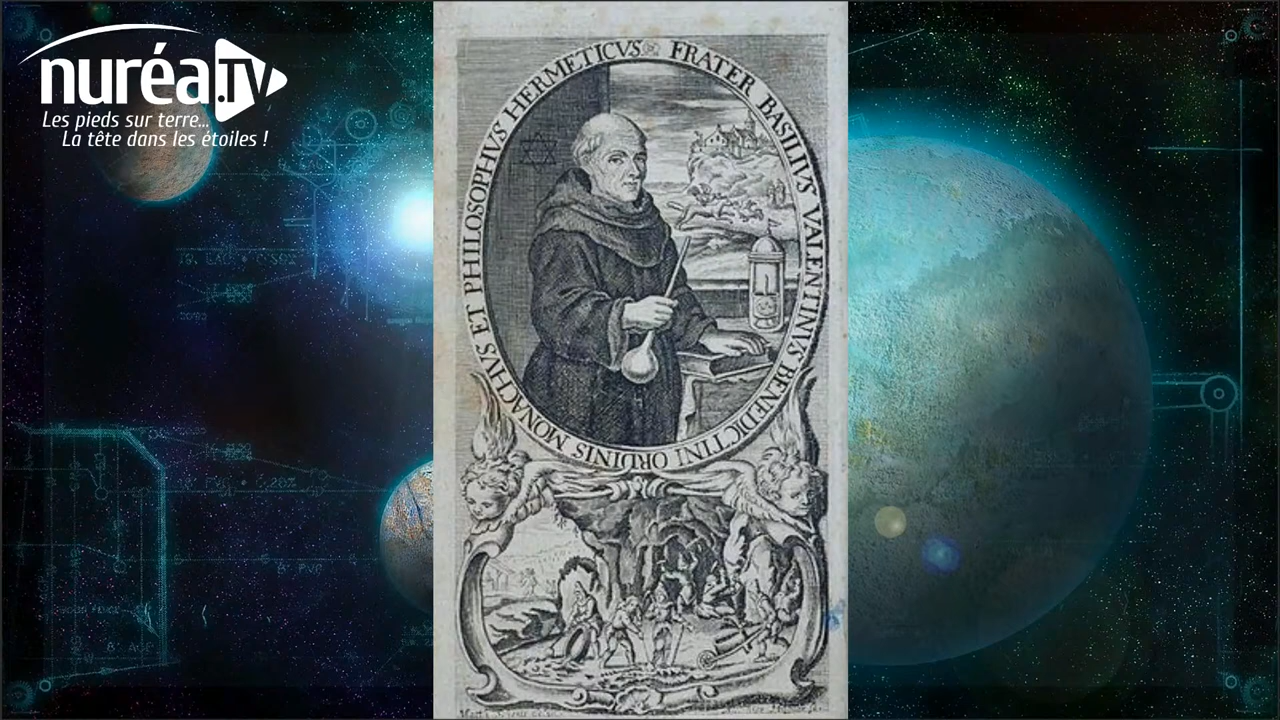 nuréa.TV
Les pieds sur terre...
La tête dans les étoiles !
FRATER BASILIVS VALENTINVS BENEDICTINI ORDINIS MONACHVS ET PHILOSOPHVS HERMETICVS